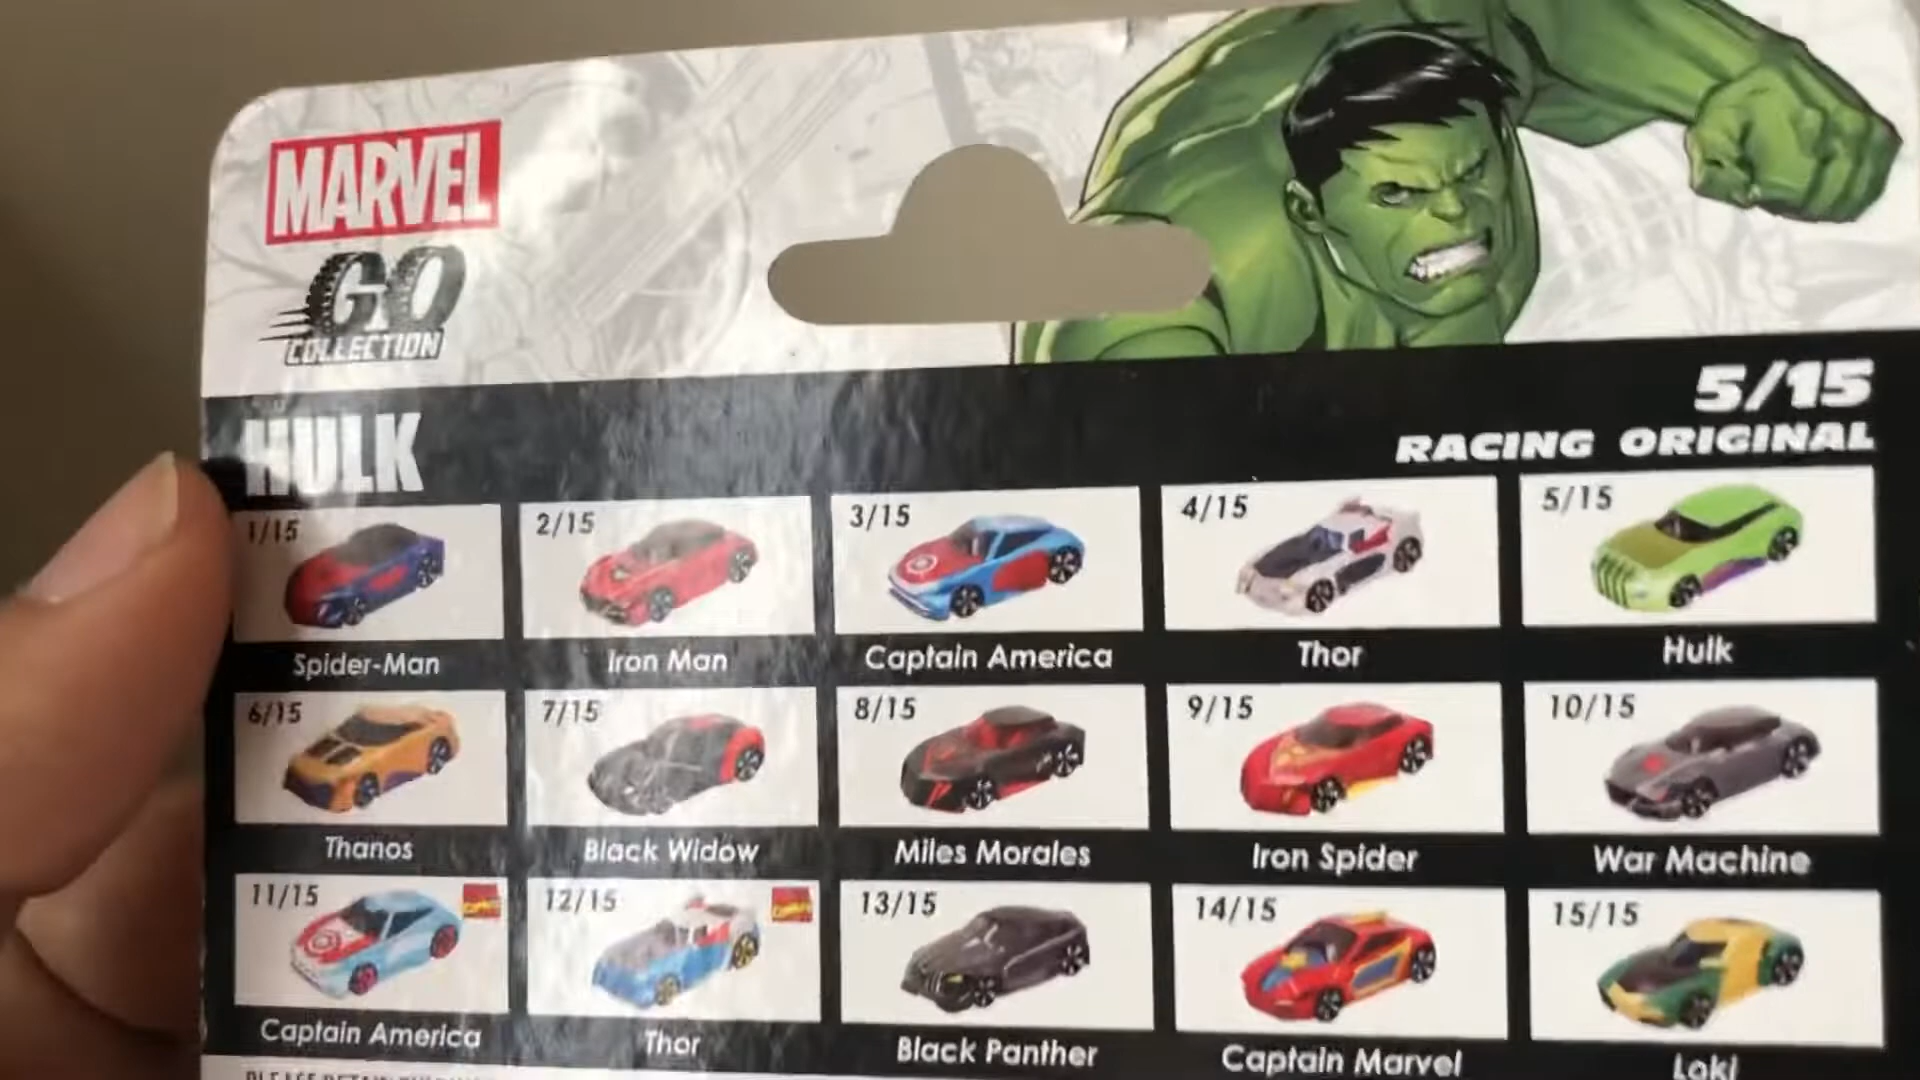 MARVEL
GO
COLLECTION
HULK
5/15
RACING ORIGINAL
1/15
2/15
3/15
4/15
5/15
Spider-Man
Iron Man
Captain America
Thor
Hulk
6/15
7/15
8/15
9/15
10/15
Thanos
Black Widow
Miles Morales
Iron Spider
War Machine
11/15
12/15
13/15
14/15
15/15
Captain America
Thor
Black Panther
Captain Marvel
Loki